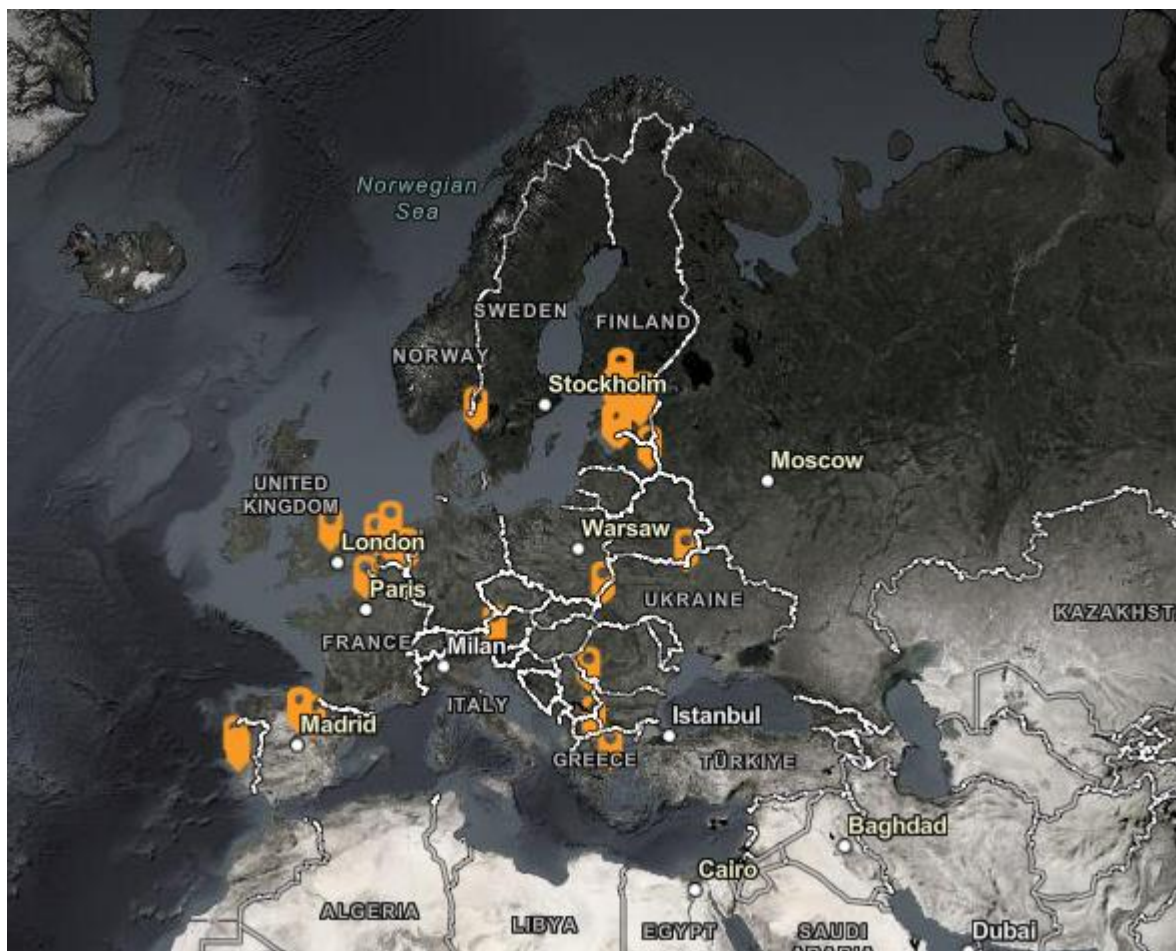 Norwegian
Sea
SWEDEN
FINLAND
NORWAY
Stockholm
Moscow
UNITED
KINGDOM
London
Warsaw
Paris
UKRAINE
KAZAKHST
FRANCE
Milan
ITALY
Madrid
Istanbul
GREECE
TÜRKIYE
Baghdad
Cairo
ALGERIA
LIBYA
EGYPT
SAUDI
Dubai